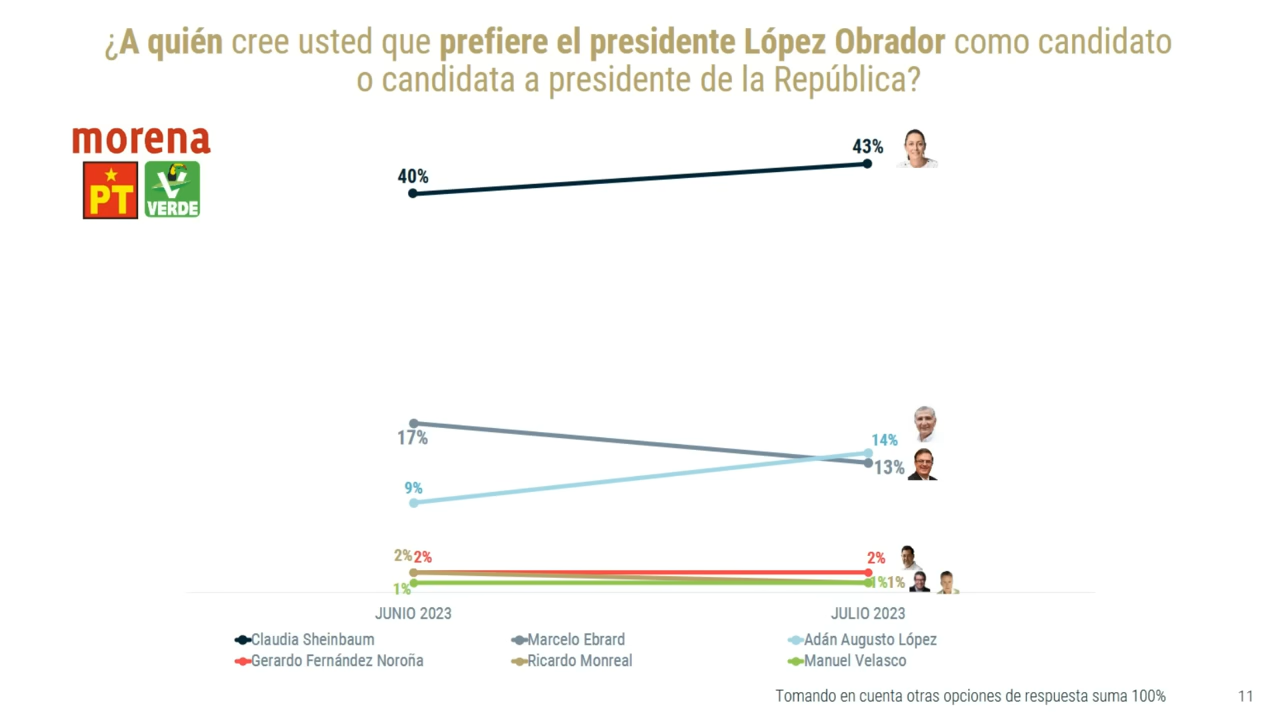 ¿A quién cree usted que prefiere el presidente López Obrador como candidato
o candidata a presidente de la República?
morena
PT
VERDE
43%
40%
17%
14%
13%
9%
2% 2%
2%
1%
1% 1%
JUNIO 2023
JULIO 2023
Claudia Sheinbaum
Marcelo Ebrard
Adán Augusto López
Gerardo Fernández Noroña
Ricardo Monreal
Manuel Velasco
Tomando en cuenta otras opciones de respuesta suma 100%
11